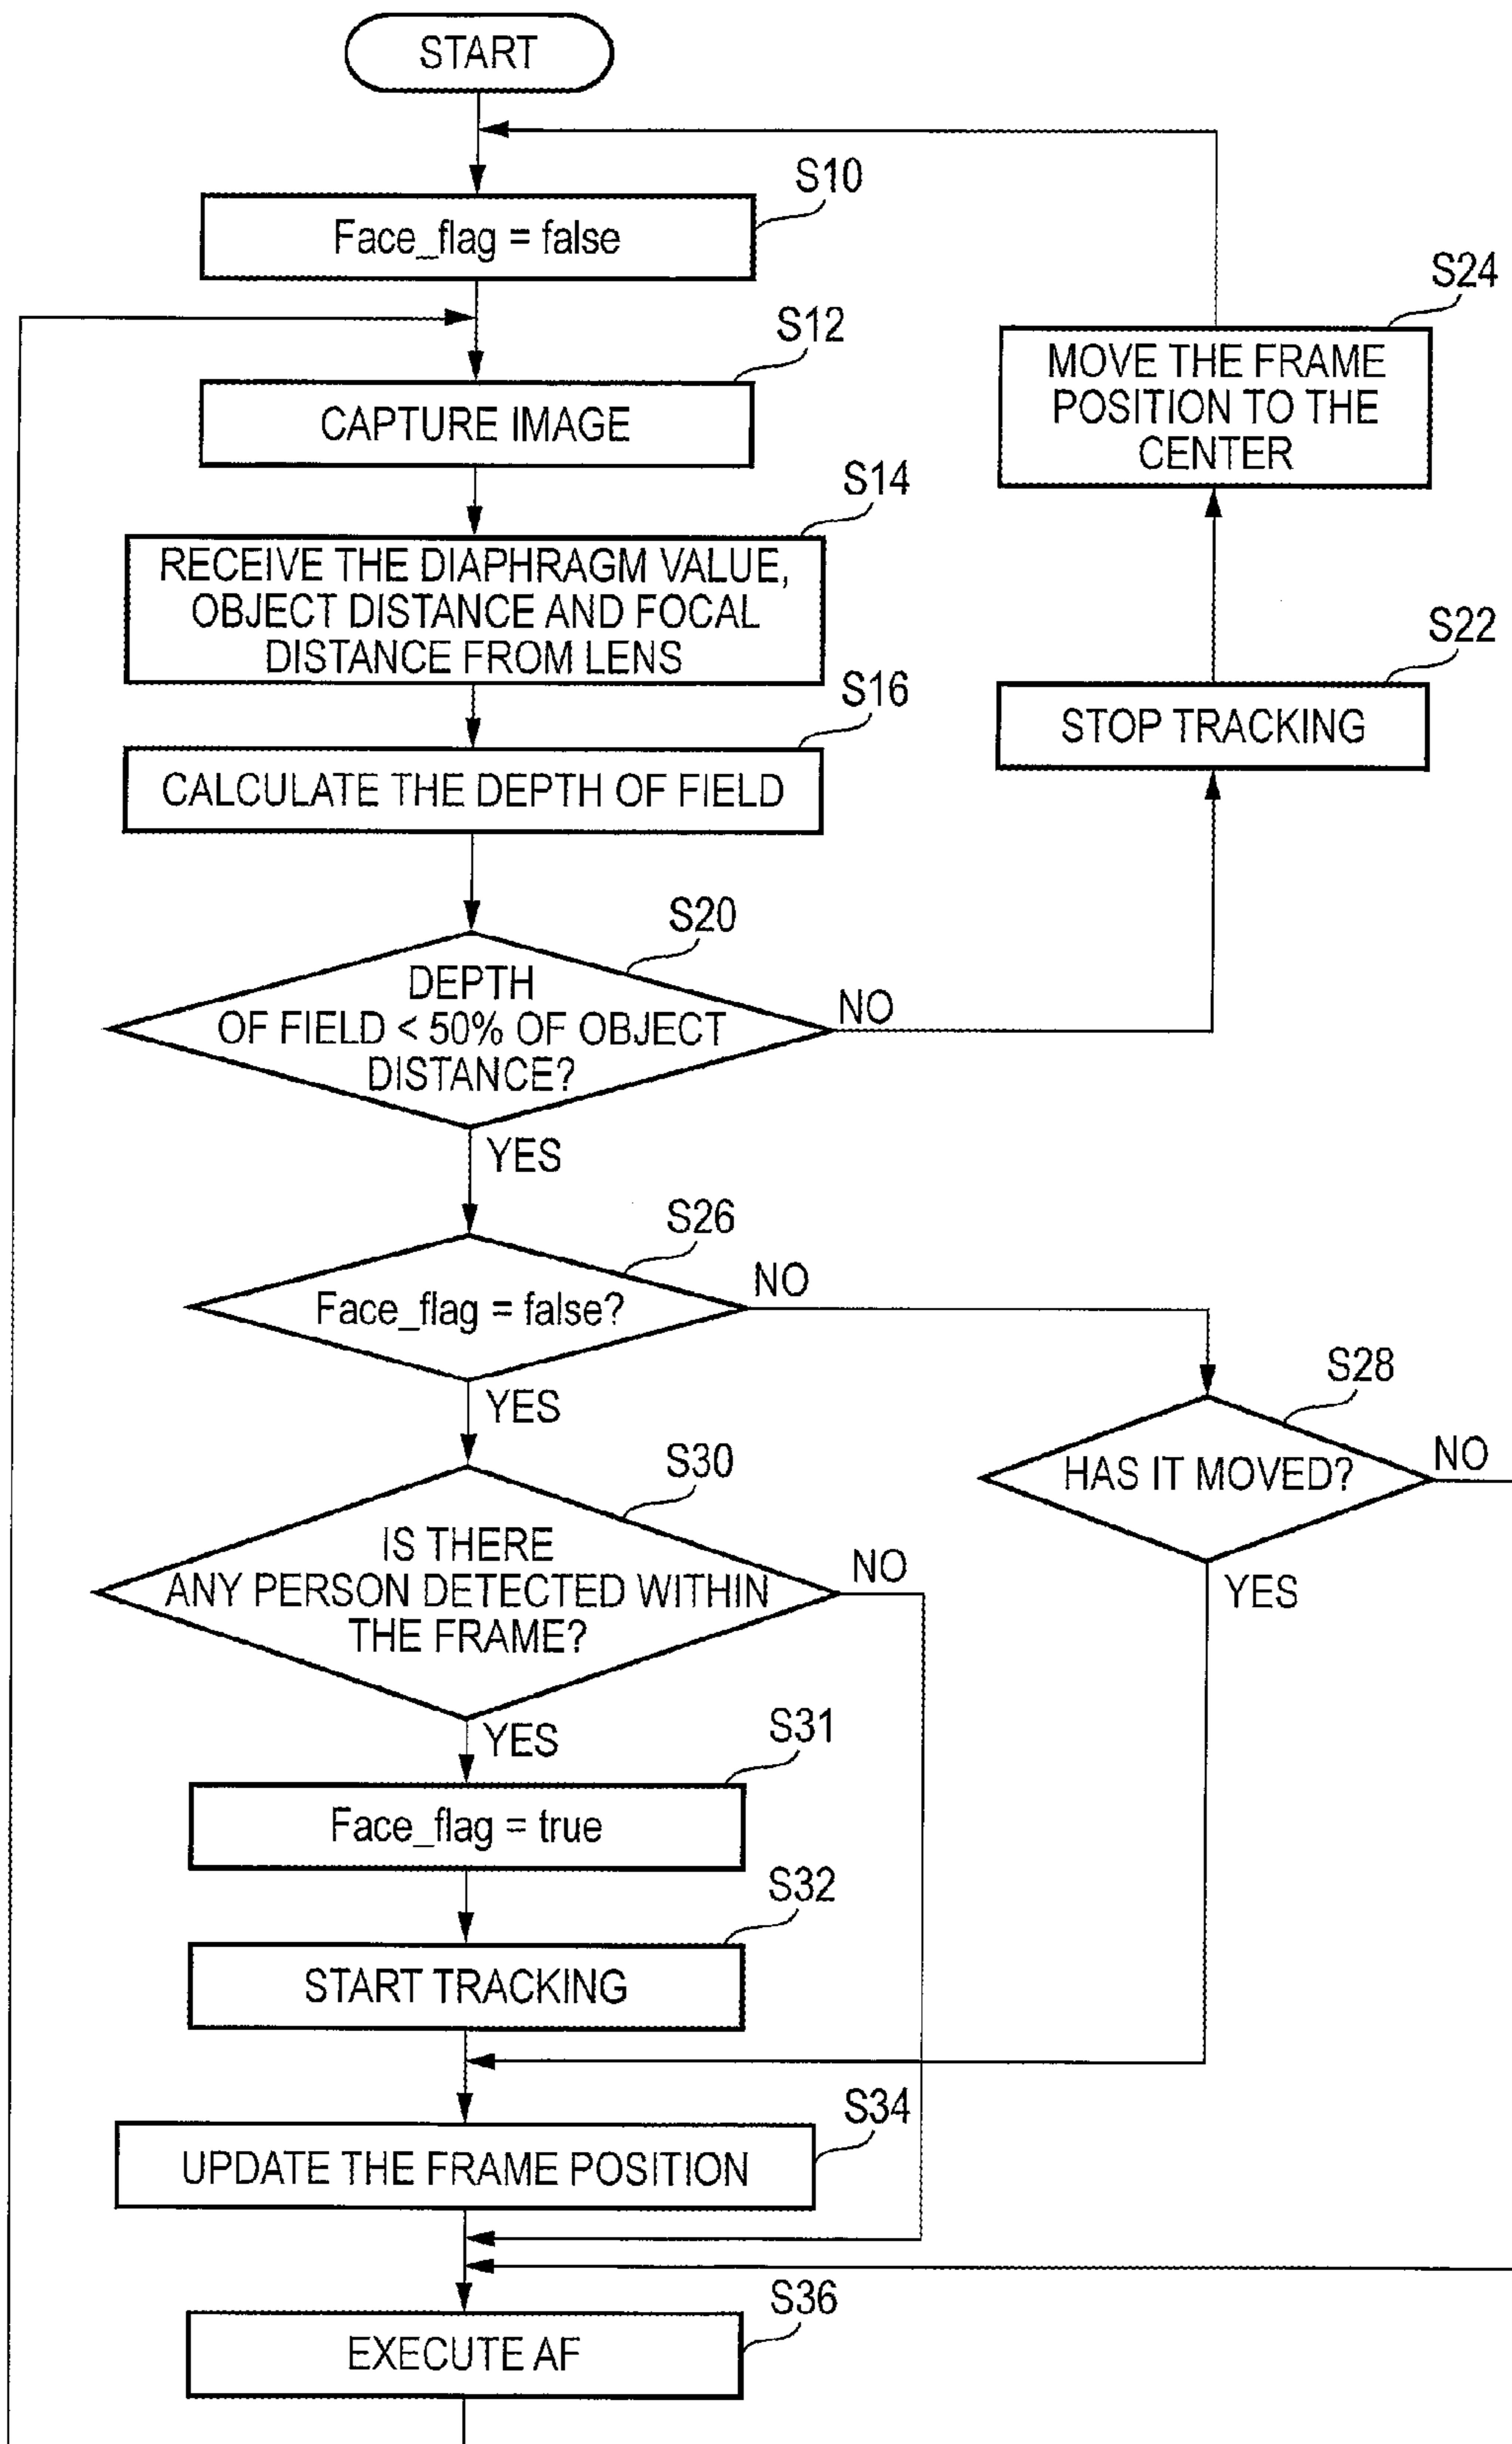 START
S10
Face_flag = false
S24
MOVE THE FRAME
POSITION TO THE
CENTER
S12
CAPTURE IMAGE
S14
RECEIVE THE DIAPHRAGM VALUE,
OBJECT DISTANCE AND FOCAL
DISTANCE FROM LENS
S22
STOP TRACKING
S16
CALCULATE THE DEPTH OF FIELD
S20
DEPTH
OF FIELD < 50% OF OBJECT
DISTANCE?
NO
YES
S26
Face_flag = false?
NO
YES
S28
HAS IT MOVED?
NO
YES
S30
IS THERE
ANY PERSON DETECTED WITHIN
THE FRAME?
NO
YES
S31
Face_flag = true
S32
START TRACKING
S34
UPDATE THE FRAME POSITION
S36
EXECUTE AF